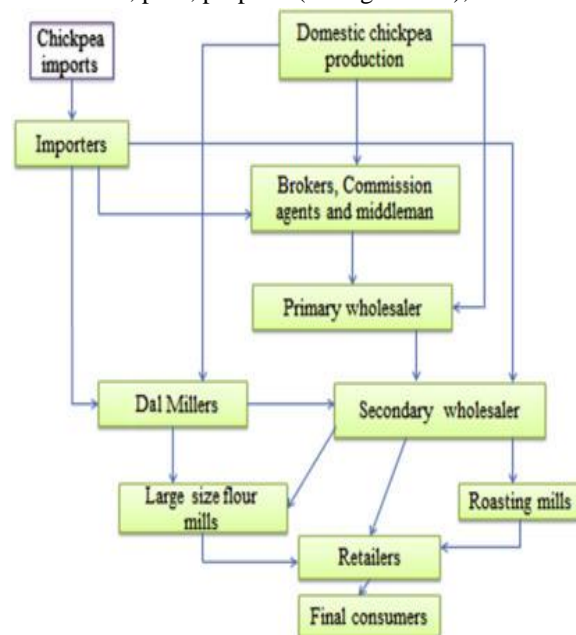 Chickpea
imports
Domestic chickpea
production
Importers
Brokers, Commission
agents and middleman
Primary wholesaler
Dal Millers
Secondary wholesaler
Large size flour
mills
Roasting mills
Retailers
Final consumers